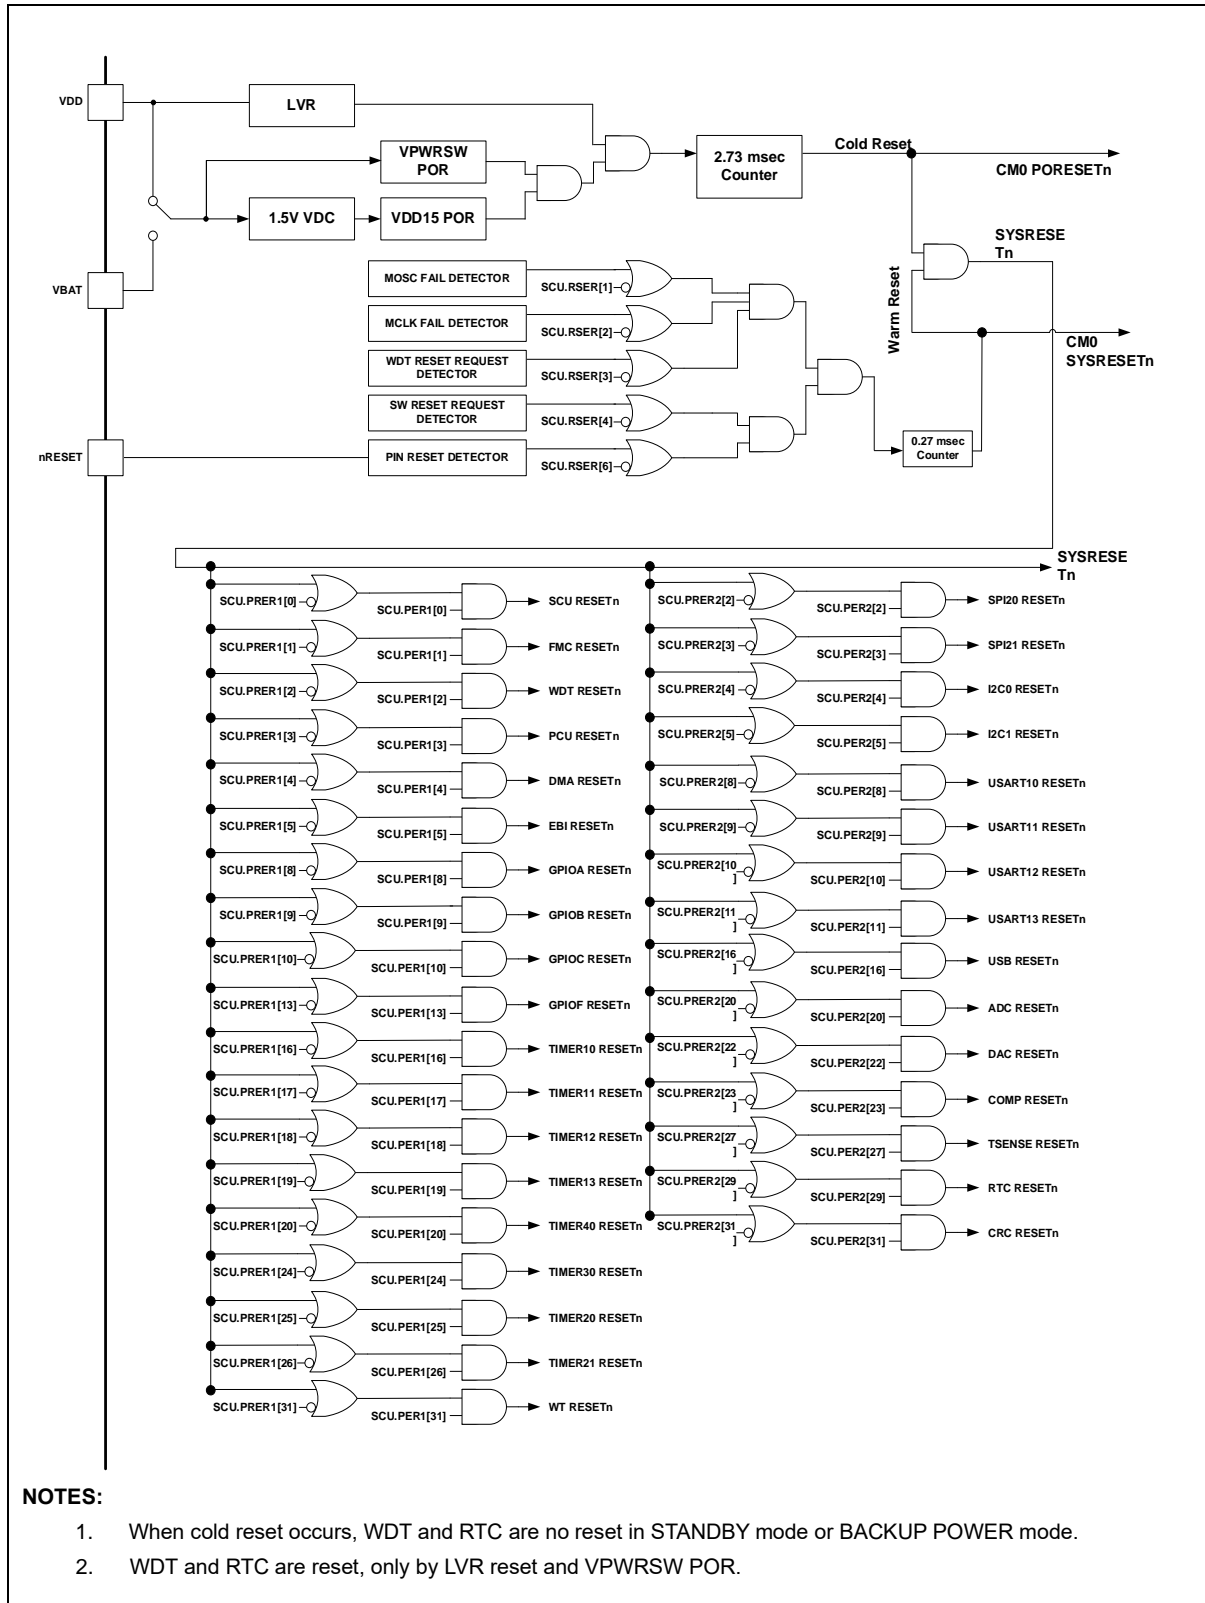 VDD
LVR
VPWRSW
POR
2.73 msec
Counter
Cold Reset
CM0 PORESETn
1.5V VDC
VDD15 POR
SYSRESE
Tn
VBAT
MOSC FAIL DETECTOR
SCU.RSER[1]
MCLK FAIL DETECTOR
SCU.RSER[2]
Warm Reset
CM0
SYSRESETn
WDT RESET REQUEST
DETECTOR
SCU.RSER[3]
SW RESET REQUEST
DETECTOR
SCU.RSER[4]
nRESET
PIN RESET DETECTOR
SCU.RSER[6]
0.27 msec
Counter
SYSRESE
Tn
SCU.PRER1[0]
SCU.PER1[0]
SCU RESETn
SCU.PRER1[1]
SCU.PER1[1]
FMC RESETn
SCU.PRER1[2]
SCU.PER1[2]
WDT RESETn
SCU.PRER1[3]
SCU.PER1[3]
PCU RESETn
SCU.PRER1[4]
SCU.PER1[4]
DMA RESETn
SCU.PRER1[5]
SCU.PER1[5]
EBI RESETn
SCU.PRER1[8]
SCU.PER1[8]
GPIOA RESETn
SCU.PRER1[9]
SCU.PER1[9]
GPIOB RESETn
SCU.PRER1[10]
SCU.PER1[10]
GPIOC RESETn
SCU.PRER1[13]
SCU.PER1[13]
GPIOF RESETn
SCU.PRER1[16]
SCU.PER1[16]
TIMER10 RESETn
SCU.PRER1[17]
SCU.PER1[17]
TIMER11 RESETn
SCU.PRER1[18]
SCU.PER1[18]
TIMER12 RESETn
SCU.PRER1[19]
SCU.PER1[19]
TIMER13 RESETn
SCU.PRER1[20]
SCU.PER1[20]
TIMER40 RESETn
SCU.PRER1[24]
SCU.PER1[24]
TIMER30 RESETn
SCU.PRER1[25]
SCU.PER1[25]
TIMER20 RESETn
SCU.PRER1[26]
SCU.PER1[26]
TIMER21 RESETn
SCU.PRER1[31]
SCU.PER1[31]
WT RESETn
SCU.PRER2[2]
SCU.PER2[2]
SPI20 RESETn
SCU.PRER2[3]
SCU.PER2[3]
SPI21 RESETn
SCU.PRER2[4]
SCU.PER2[4]
I2C0 RESETn
SCU.PRER2[5]
SCU.PER2[5]
I2C1 RESETn
SCU.PRER2[8]
SCU.PER2[8]
USART10 RESETn
SCU.PRER2[9]
SCU.PER2[9]
USART11 RESETn
SCU.PRER2[10
]
SCU.PER2[10]
USART12 RESETn
SCU.PRER2[11
]
SCU.PER2[11]
USART13 RESETn
SCU.PRER2[16
]
SCU.PER2[16]
USB RESETn
SCU.PRER2[20
]
SCU.PER2[20]
ADC RESETn
SCU.PRER2[22
]
SCU.PER2[22]
DAC RESETn
SCU.PRER2[23
]
SCU.PER2[23]
COMP RESETn
SCU.PRER2[27
]
SCU.PER2[27]
TSENSE RESETn
SCU.PRER2[29
]
SCU.PER2[29]
RTC RESETn
SCU.PRER2[31
]
SCU.PER2[31]
CRC RESETn
NOTES:
1. When cold reset occurs, WDT and RTC are no reset in STANDBY mode or BACKUP POWER mode.
2. WDT and RTC are reset, only by LVR reset and VPWRSW POR.